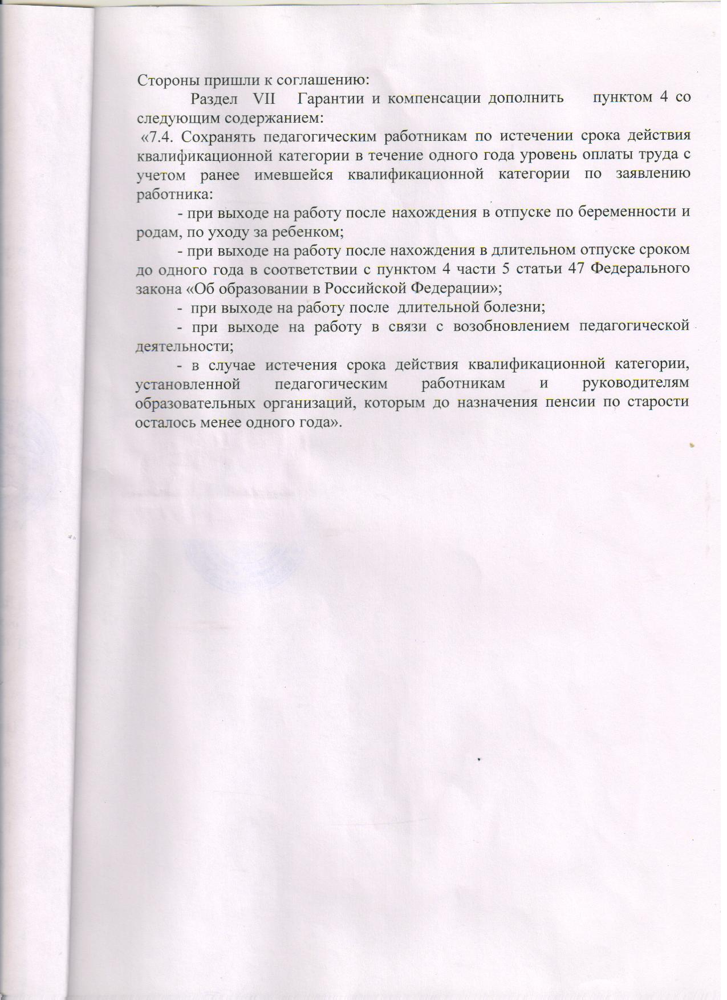 Стороны пришли к соглашению:
Раздел VII Гарантии и компенсации дополнить пунктом 4 со
следующим содержанием:
«7.4. Сохранять педагогическим работникам по истечении срока действия
квалификационной категории в течение одного года уровень оплаты труда с
учетом ранее имевшейся квалификационной категории по заявлению
работника:
- при выходе на работу после нахождения в отпуске по беременности и
родам, по уходу за ребенком;
- при выходе на работу после нахождения в длительном отпуске сроком
до одного года в соответствии с пунктом 4 части 5 статьи 47 Федерального
закона «Об образовании в Российской Федерации»;
- при выходе на работу после длительной болезни;
- при выходе на работу в связи с возобновлением педагогической
деятельности;
- в случае истечения срока действия квалификационной категории,
установленной педагогическим работникам и руководителям
образовательных организаций, которым до назначения пенсии по старости
осталось менее одного года».